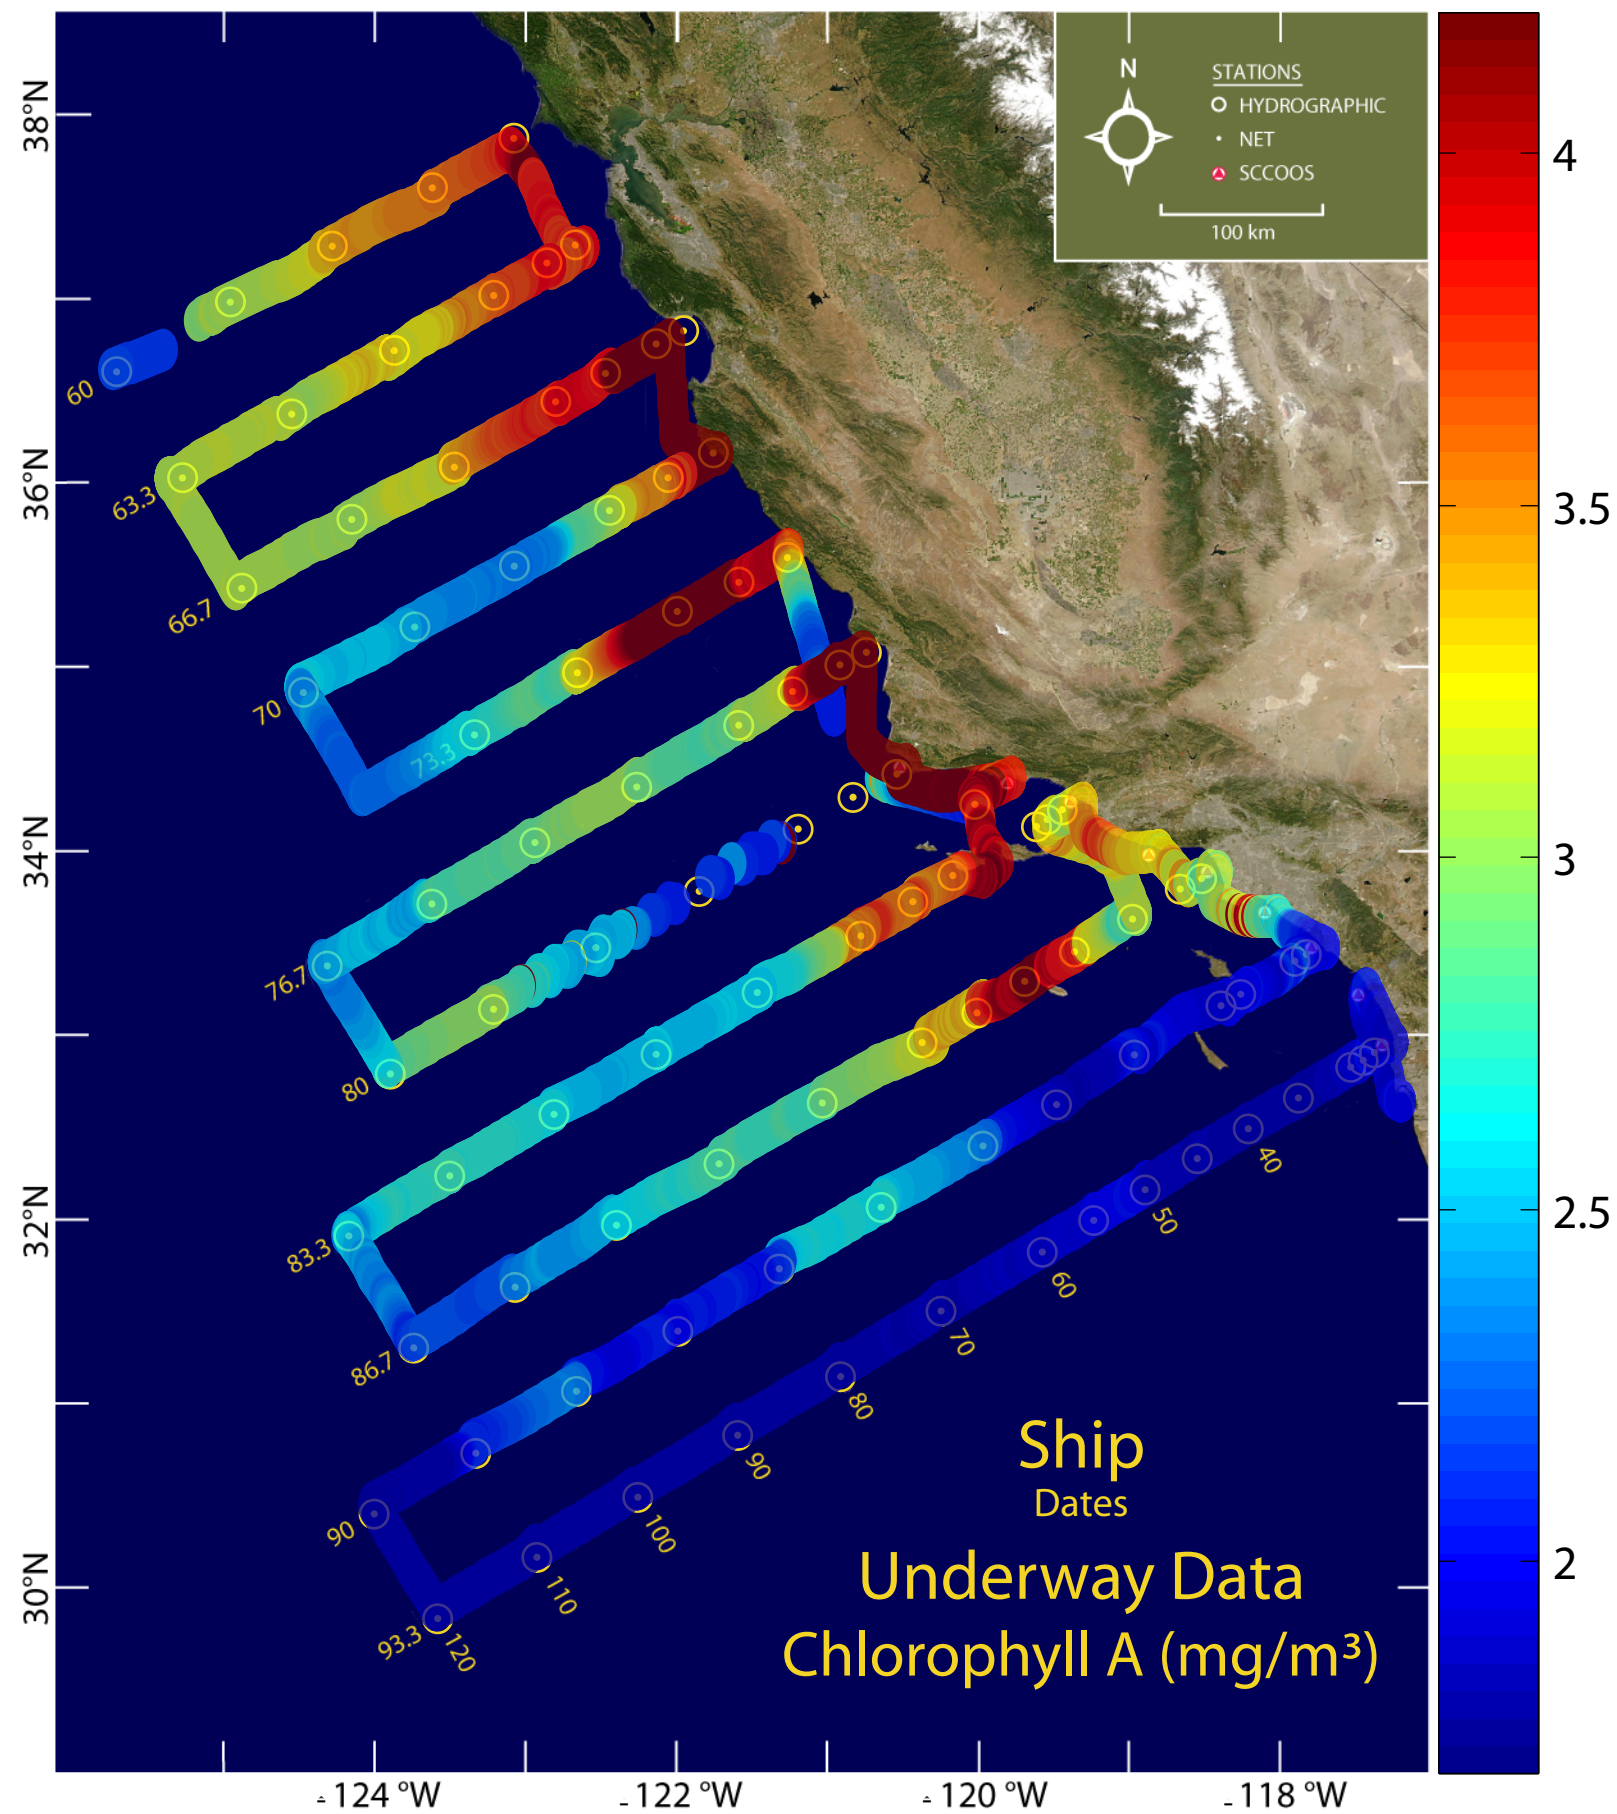 N
STATIONS
HYDROGRAPHIC
NET
SCCOOS
100 km
38°N
36°N
34°N
32°N
30°N
60
63.3
66.7
70
73.3
76.7
80
83.3
86.7
90
93.3
40
50
60
70
80
90
100
110
120
Ship
Dates
Underway Data
Chlorophyll A (mg/m³)
4
3.5
3
2.5
2
-124 °W
-122 °W
-120 °W
-118 °W